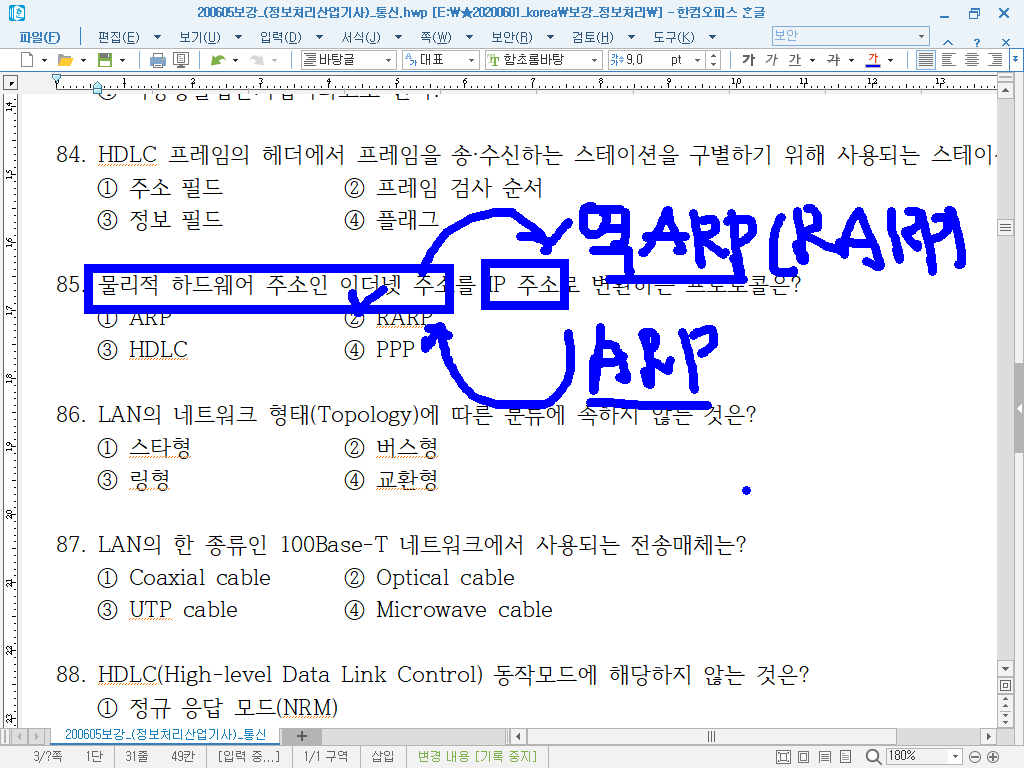 200605보강_(정보처리산업기사)_통신.hwp [E:￦★20200601_korea￦보강_정보처리￦] - 한컴오피스 흔글
파일(F) 편집(E) 보기(U) 입력(D) 서식(J) 쪽(W) 보안(R) 검토(H) 도구(K) 보안
바탕글 대표 함초롬바탕 9,0 pt 가 가 가 가 가
84. HDLC 프레임의 헤더에서 프레임을 송·수신하는 스테이션을 구별하기 위해 사용되는 스테이
① 주소 필드 ② 프레임 검사 순서
③ 정보 필드 ④ 플래그
역ARP(RARP)
85. 물리적 하드웨어 주소인 이더넷 주소를 IP 주소로 변환하는 프로토콜은?
① ARP ② RARP
③ HDLC ④ PPP
ARP
86. LAN의 네트워크 형태(Topology)에 따른 분류에 속하지 않는 것은?
① 스타형 ② 버스형
③ 링형 ④ 교환형
87. LAN의 한 종류인 100Base-T 네트워크에서 사용되는 전송매체는?
① Coaxial cable ② Optical cable
③ UTP cable ④ Microwave cable
88. HDLC(High-level Data Link Control) 동작모드에 해당하지 않는 것은?
① 정규 응답 모드(NRM)
200605보강_(정보처리산업기사)_통신
3/?쪽 1단 31줄 49칸 [입력 중...] 1/1 구역 삽입 변경 내용 [기록 중지] 180%